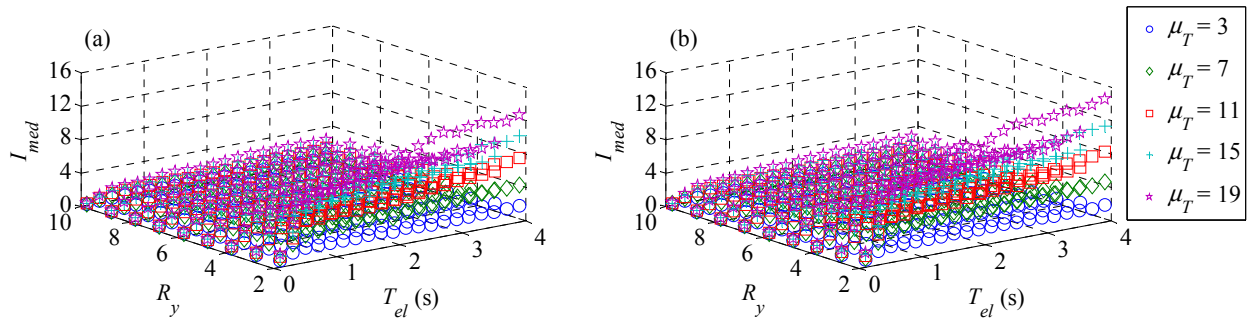 (a)
16
12
8
4
0
I_med
10
8
6
4
2
R_y
0
1
2
3
4
T_el (s)
(b)
16
12
8
4
0
I_med
10
8
6
4
2
R_y
0
1
2
3
4
T_el (s)
μ_T = 3
μ_T = 7
μ_T = 11
μ_T = 15
μ_T = 19